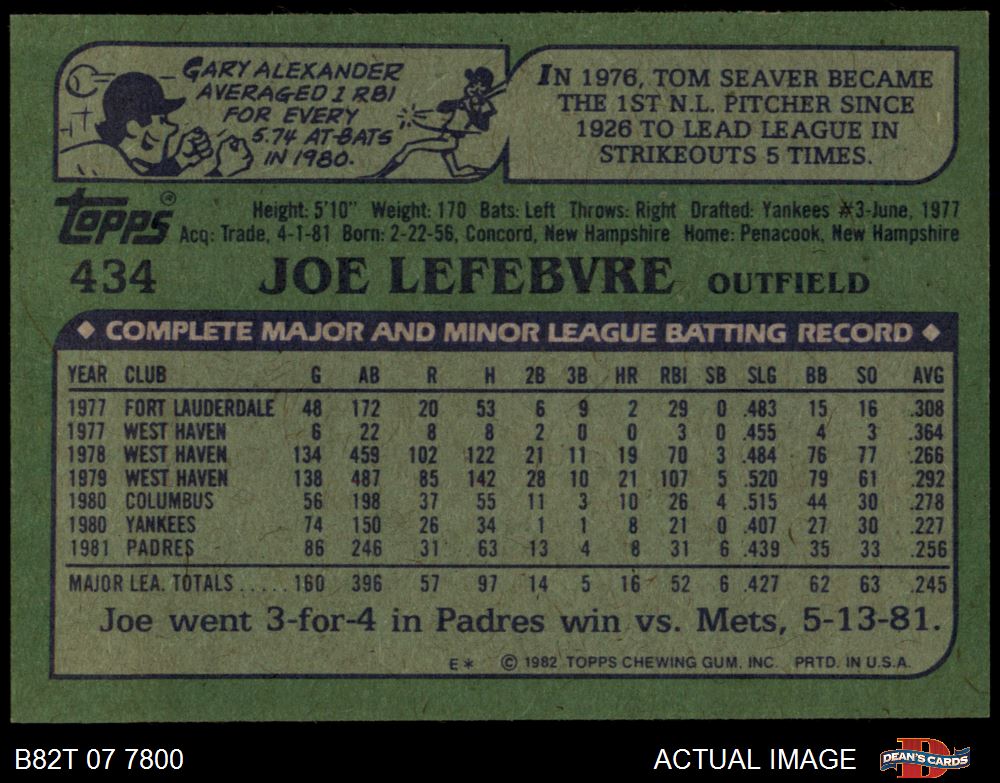 GARY ALEXANDER
AVERAGED 1 RBI
FOR EVERY
5.74 AT-BATS
IN 1980.
IN 1976, TOM SEAVER BECAME
THE 1ST N.L. PITCHER SINCE
1926 TO LEAD LEAGUE IN
STRIKEOUTS 5 TIMES.
topps®
Height: 5'10" Weight: 170 Bats: Left Throws: Right Drafted: Yankees #3-June, 1977
Acq: Trade, 4-1-81 Born: 2-22-56, Concord, New Hampshire Home: Penacook, New Hampshire
434 JOE LEFEBVRE OUTFIELD
◆ COMPLETE MAJOR AND MINOR LEAGUE BATTING RECORD ◆
YEAR CLUB G AB R H 2B 3B HR RBI SB SLG BB SO AVG
1977 FORT LAUDERDALE 48 172 20 53 6 9 2 29 0 .483 15 16 .308
1977 WEST HAVEN 6 22 8 8 2 0 0 3 0 .455 4 3 .364
1978 WEST HAVEN 134 459 102 122 21 11 19 70 3 .484 76 77 .266
1979 WEST HAVEN 138 487 85 142 28 10 21 107 5 .520 79 61 .292
1980 COLUMBUS 56 198 37 55 11 3 10 26 4 .515 44 30 .278
1980 YANKEES 74 150 26 34 1 1 8 21 0 .407 27 30 .227
1981 PADRES 86 246 31 63 13 4 8 31 6 .439 35 33 .256
MAJOR LEA. TOTALS ..... 160 396 57 97 14 5 16 52 6 .427 62 63 .245
Joe went 3-for-4 in Padres win vs. Mets, 5-13-81.
E* © 1982 TOPPS CHEWING GUM, INC. PRTD. IN U.S.A.
B82T 07 7800
ACTUAL IMAGE
D
DEAN'S CARDS